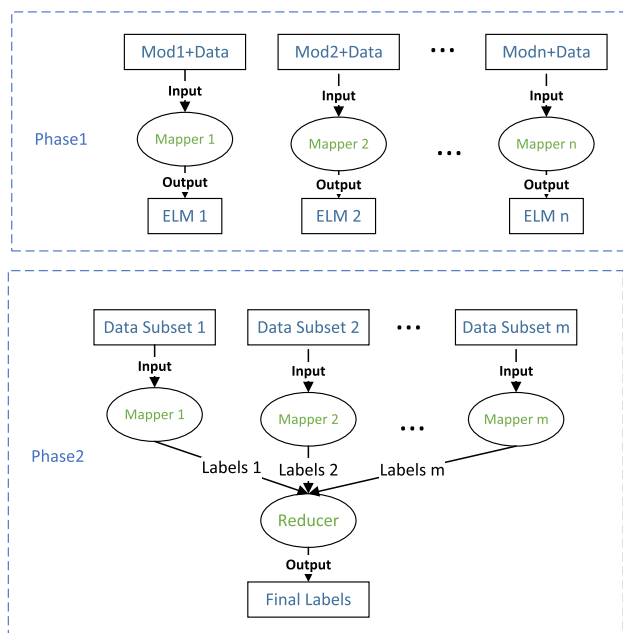 Mod1+Data
Mod2+Data
...
Modn+Data
Input
Input
Input
Phase1
Mapper 1
Mapper 2
...
Mapper n
Output
Output
Output
ELM 1
ELM 2
ELM n
Data Subset 1
Data Subset 2
...
Data Subset m
Input
Input
Input
Mapper 1
Mapper 2
...
Mapper m
Phase2
Labels 1
Labels 2
Labels m
Reducer
Output
Final Labels